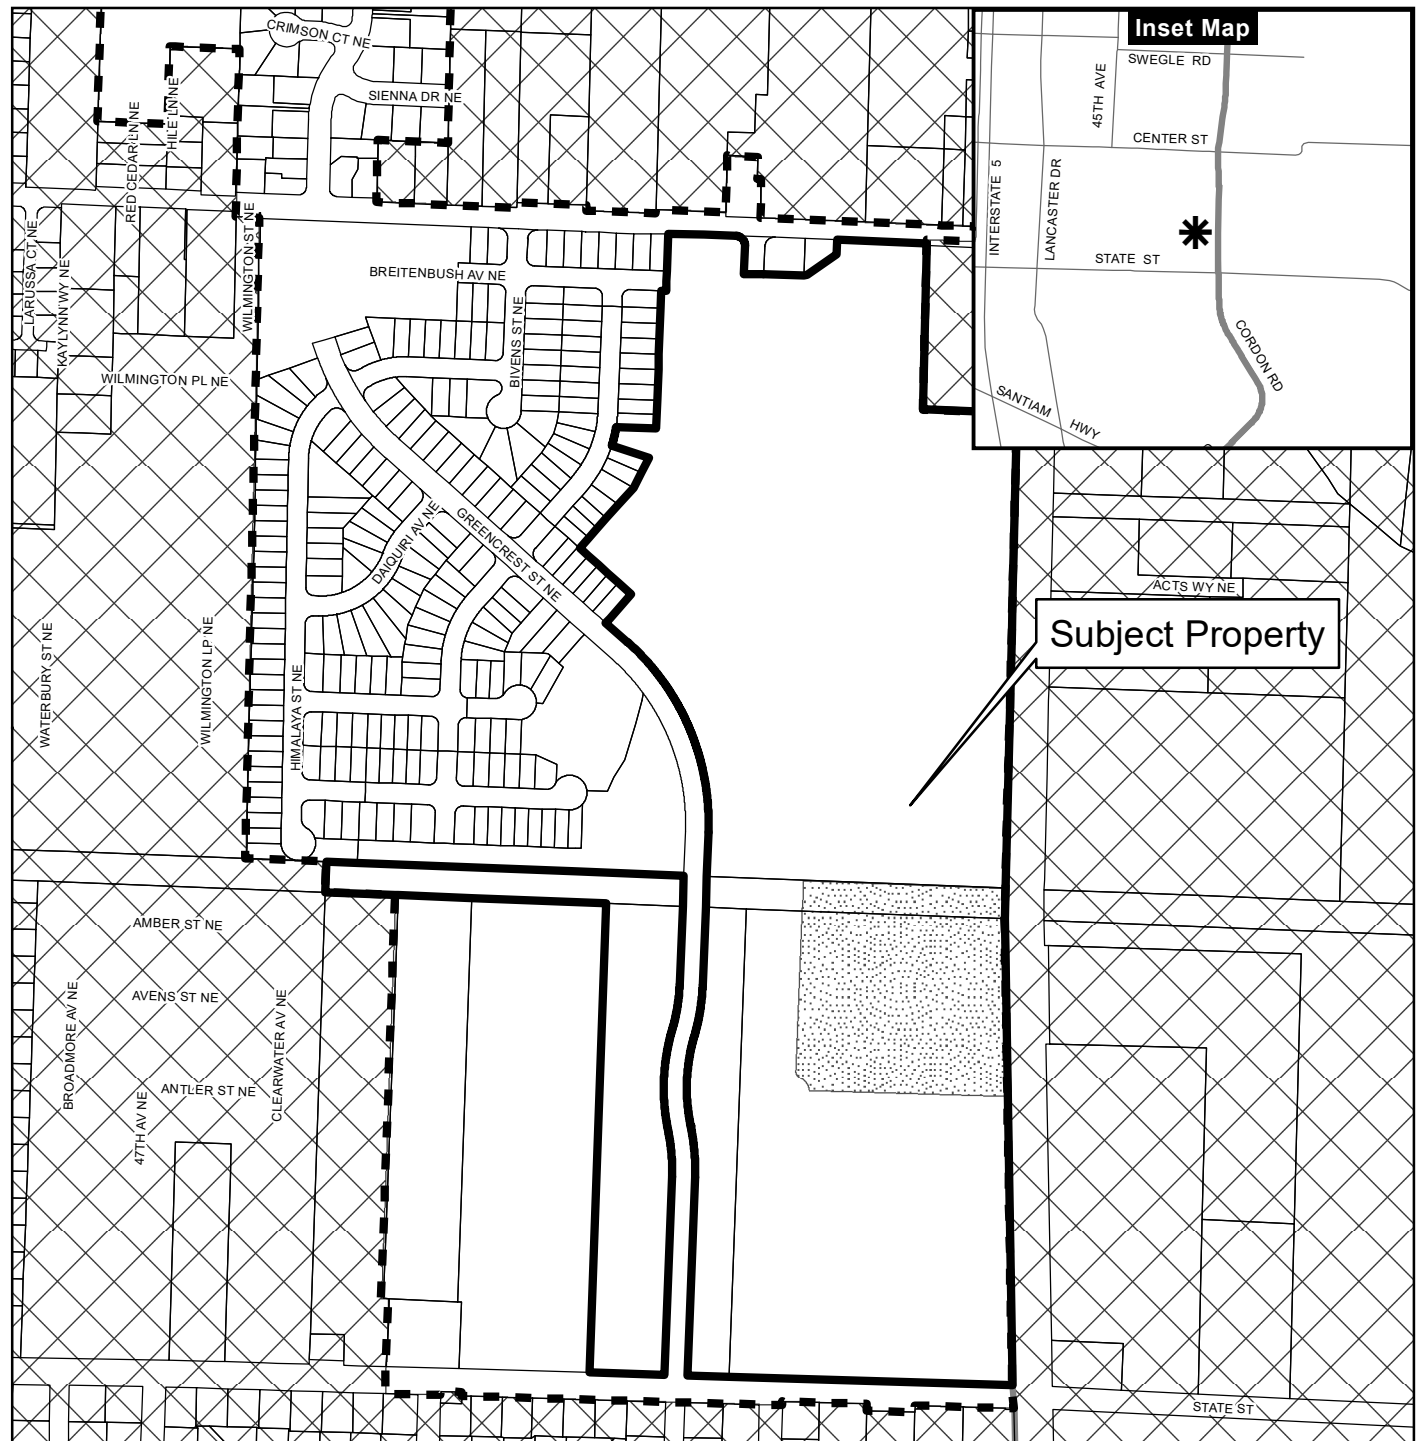 CRIMSON CT NE
SIENNA DR NE
HILE LN NE
RED CEDAR LN NE
LARUSSA CT NE
KAYLYNN WY NE
WILMINGTON ST NE
BREITENBUSH AV NE
BIVENS ST NE
WILMINGTON PL NE
DAIQUIRI AV NE
GREENCREST ST NE
WATERBURY ST NE
WILMINGTON LP NE
HIMALAYA ST NE
AMBER ST NE
AVENS ST NE
BROADMORE AV NE
CLEARWATER AV NE
ANTLER ST NE
47TH AV NE
Inset Map
SWEGLE RD
45TH AVE
CENTER ST
INTERSTATE 5
LANCASTER DR
STATE ST
CORDON RD
SANTIAM HWY
ACTS WY NE
Subject Property
STATE ST